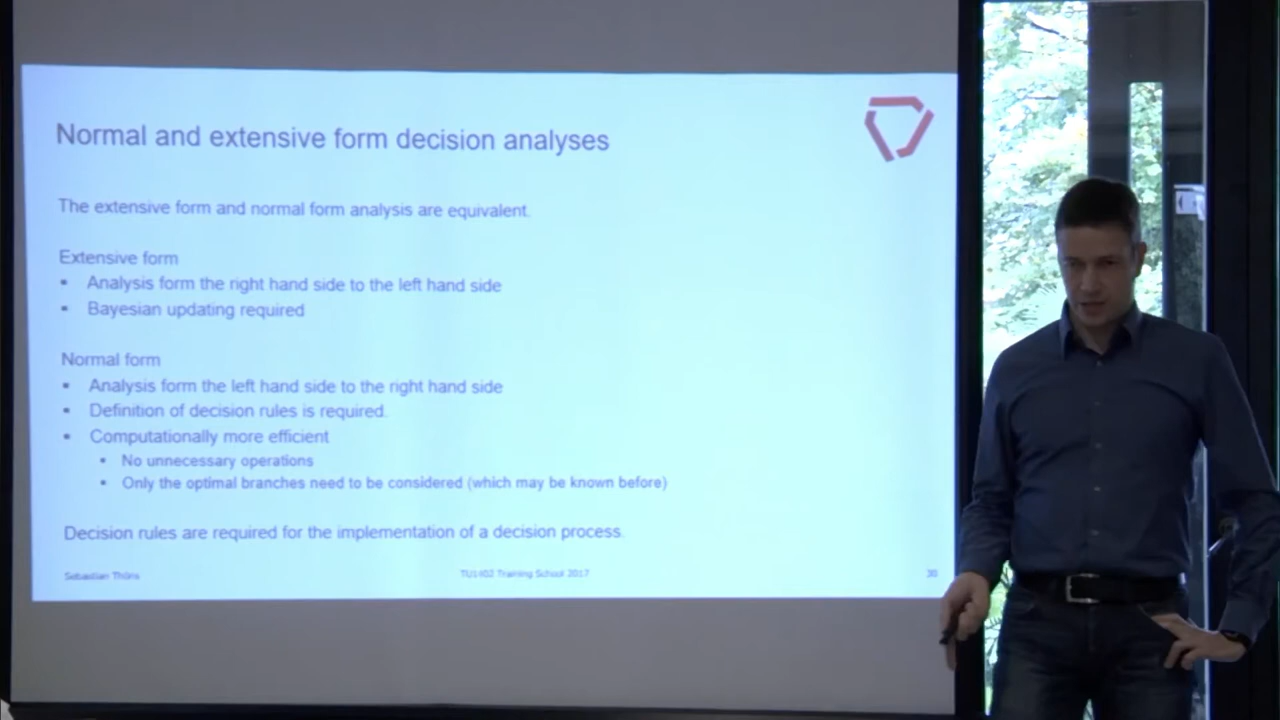 Normal and extensive form decision analyses
The extensive form and normal form analysis are equivalent.
Extensive form
▪ Analysis form the right hand side to the left hand side
▪ Bayesian updating required
Normal form
▪ Analysis form the left hand side to the right hand side
▪ Definition of decision rules is required.
▪ Computationally more efficient
• No unnecessary operations
• Only the optimal branches need to be considered (which may be known before)
Decision rules are required for the implementation of a decision process.
Sebastian Thöns TU1402 Training School 2017 30